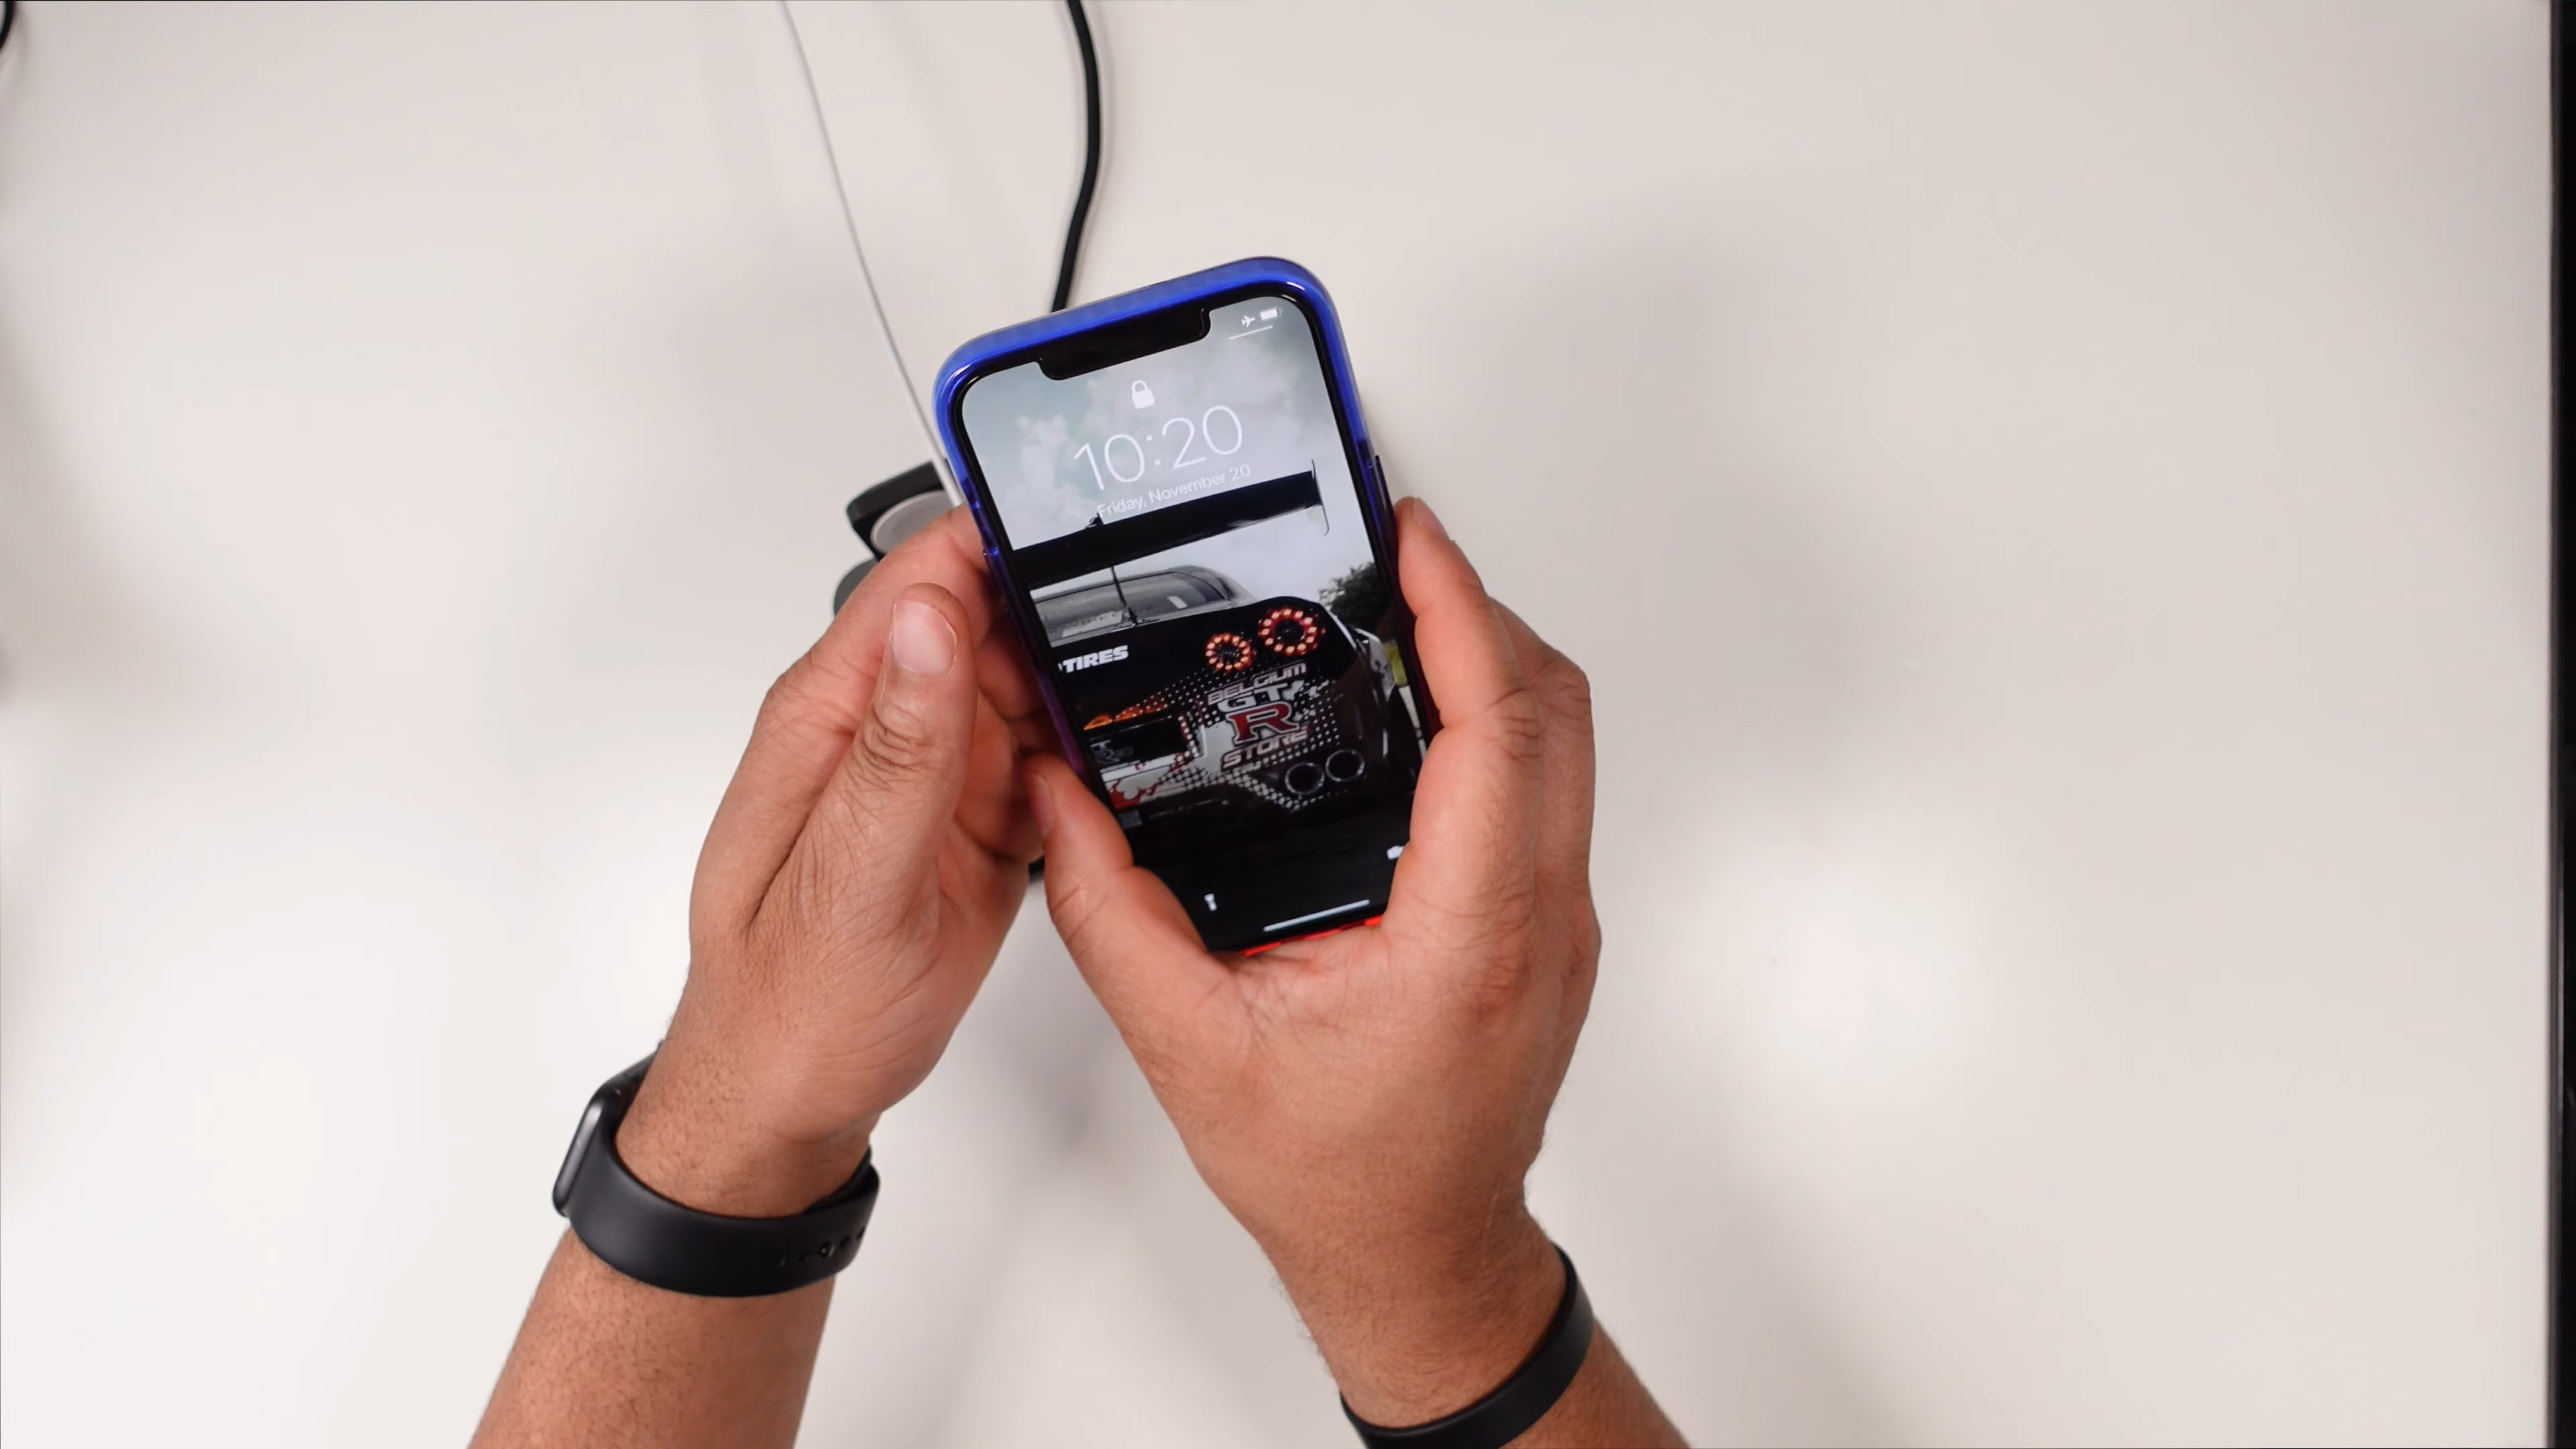 10:20
Friday, November 20
TIRES
BELGIUM
GT
R
STORE